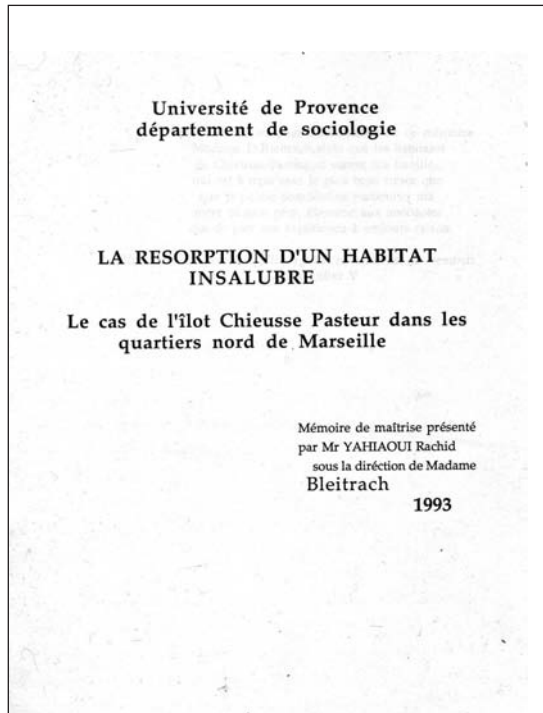 Université de Provence
département de sociologie
LA RESORPTION D'UN HABITAT
INSALUBRE
Le cas de l'îlot Chieusse Pasteur dans les
quartiers nord de Marseille
Mémoire de maîtrise présenté
par Mr YAHIAOUI Rachid
sous la diréction de Madame
Bleitrach
1993